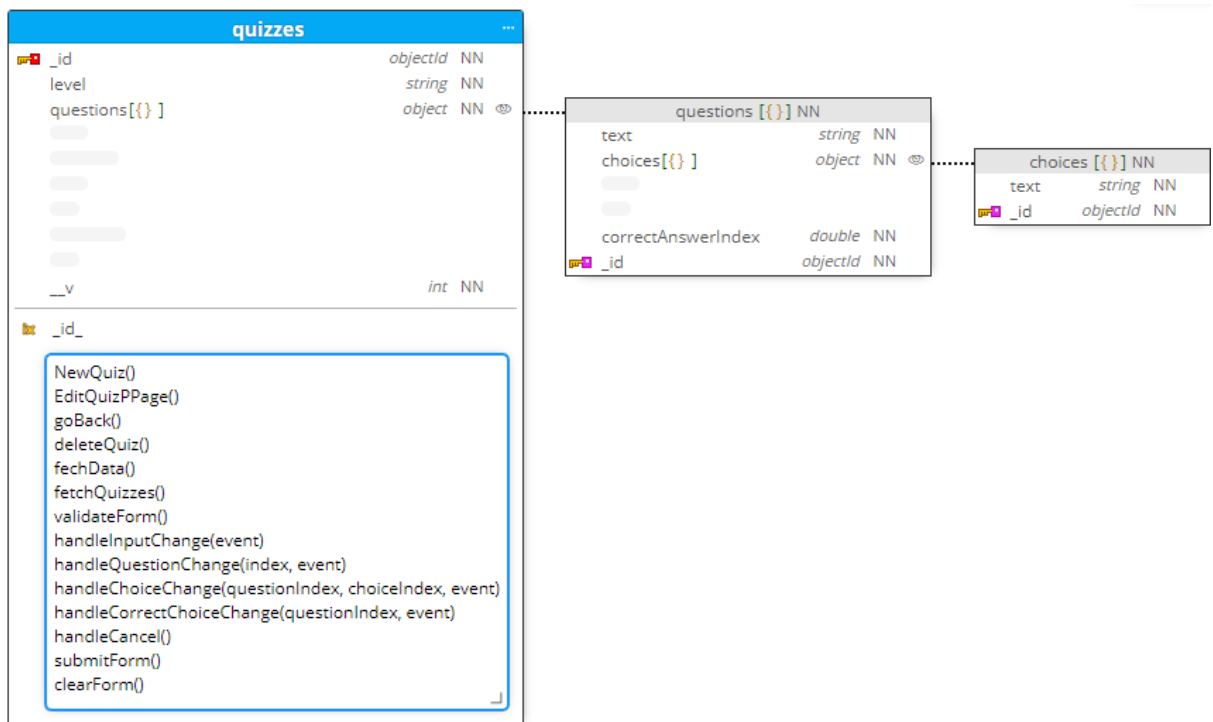 quizzes ...
_id objectId NN
level string NN
questions[{} ] object NN
__v int NN
_id_
NewQuiz()
EditQuizPPage()
goBack()
deleteQuiz()
fechData()
fetchQuizzes()
validateForm()
handleInputChange(event)
handleQuestionChange(index, event)
handleChoiceChange(questionIndex, choiceIndex, event)
handleCorrectChoiceChange(questionIndex, event)
handleCancel()
submitForm()
clearForm()
questions [{}] NN
text string NN
choices[{} ] object NN
correctAnswerIndex double NN
_id objectId NN
choices [{}] NN
text string NN
_id objectId NN